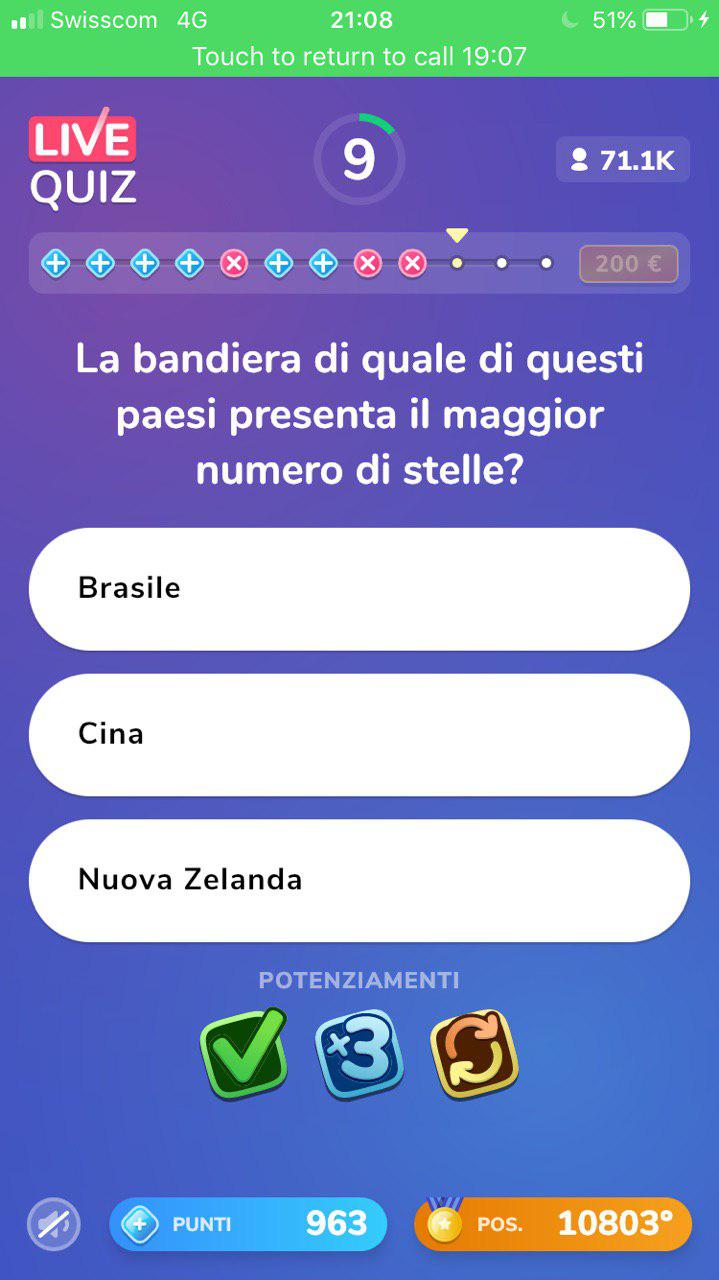 Swisscom 4G 21:08 51%
Touch to return to call 19:07
LIVE
QUIZ
9
71.1K
200 €
La bandiera di quale di questi
paesi presenta il maggior
numero di stelle?
Brasile
Cina
Nuova Zelanda
POTENZIAMENTI
+3
PUNTI 963
POS. 10803°